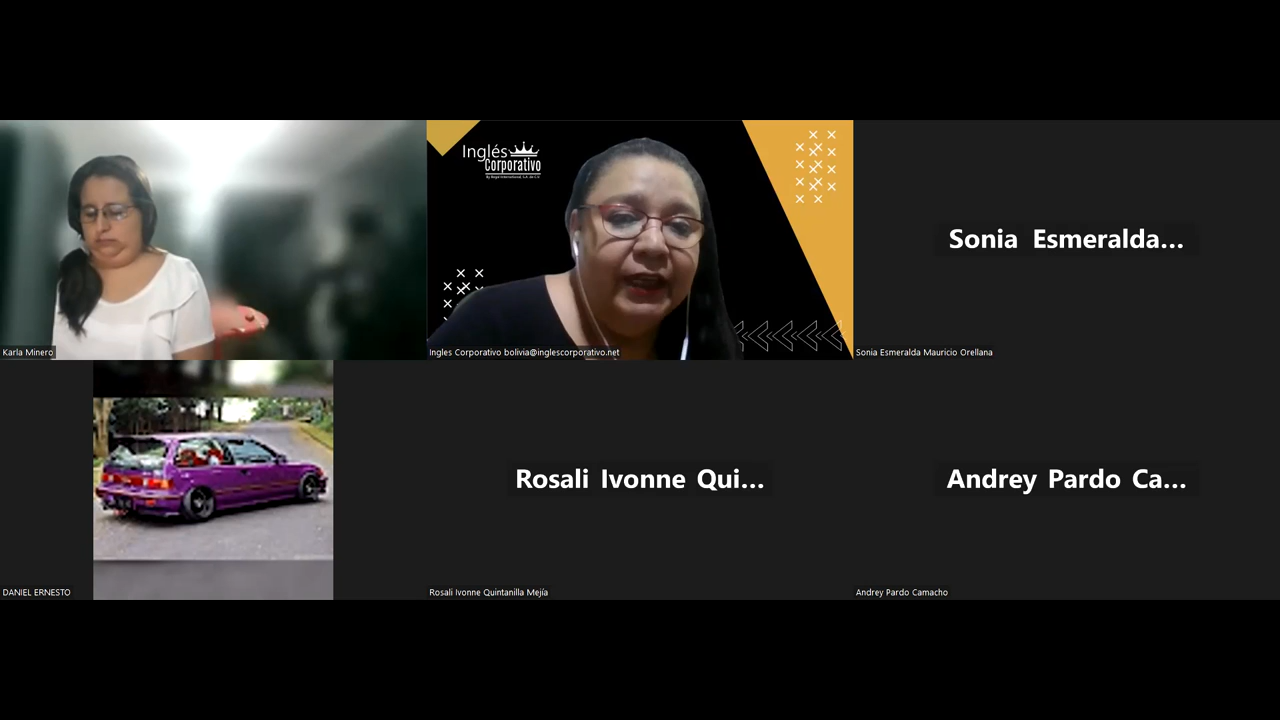 Inglés
Corporativo
Sonia Esmeralda...
Karla Minero
Ingles Corporativo bolivia@inglescorporativo.net
Sonia Esmeralda Mauricio Orellana
Rosali Ivonne Qui...
Andrey Pardo Ca...
DANIEL ERNESTO
Rosali Ivonne Quintanilla Mejía
Andrey Pardo Camacho